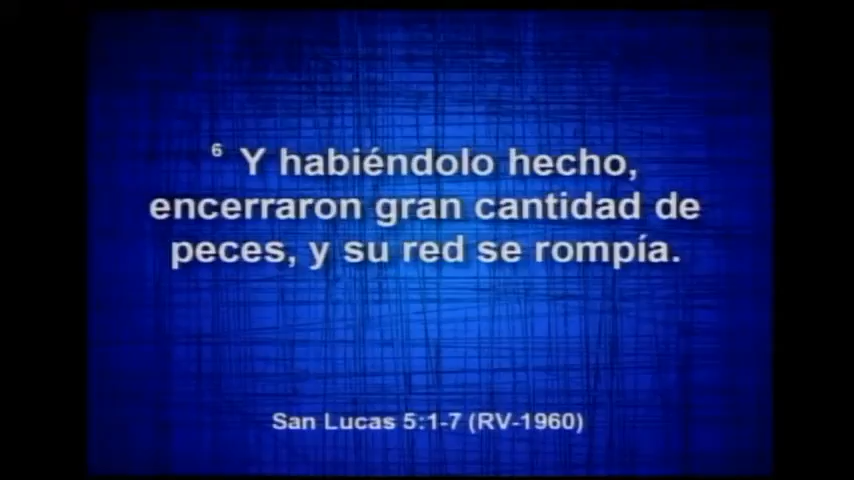 6 Y habiéndolo hecho,
encerraron gran cantidad de
peces, y su red se rompía.
San Lucas 5:1-7 (RV-1960)